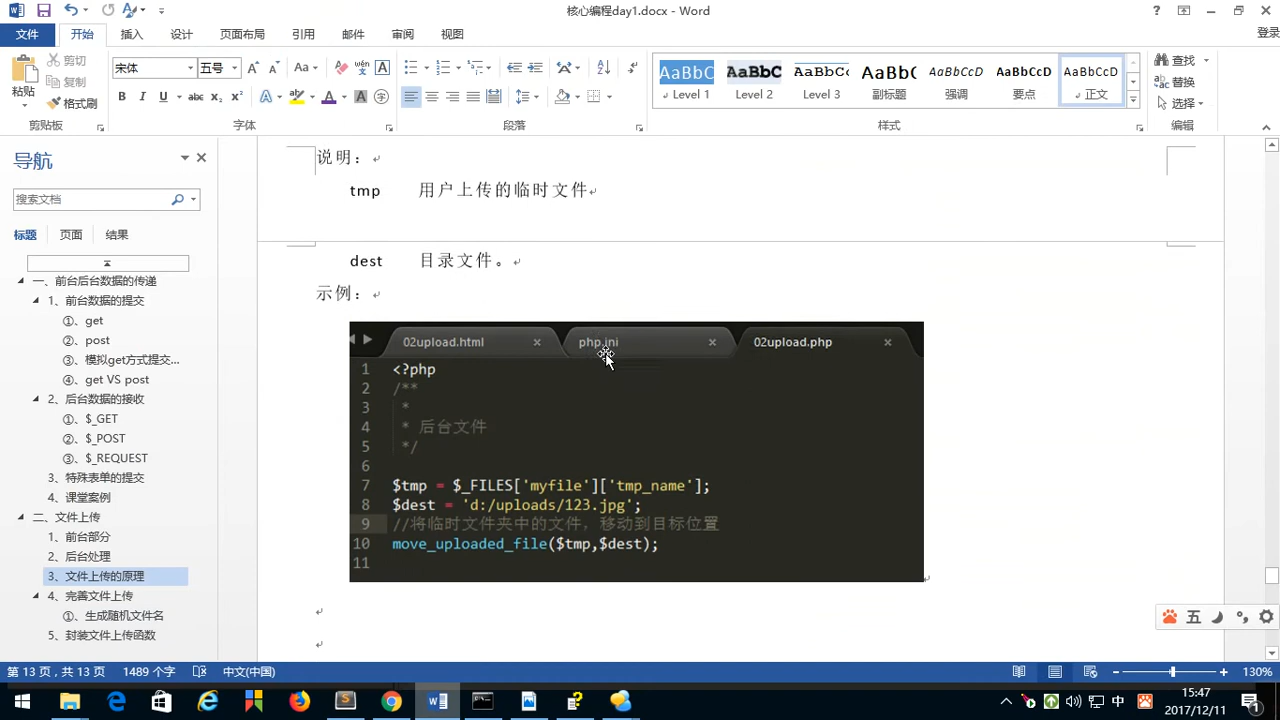 核心编程day1.docx - Word
文件 开始 插入 设计 页面布局 引用 邮件 审阅 视图 登录
粘贴 剪切 复制 格式刷
宋体 五号
AaBbC AaBbC AaBbC AaBbC AaBbCcD AaBbCcD AaBbCcD
Level 1 Level 2 Level 3 副标题 强调 要点 正文
查找 替换 选择
剪贴板 字体 段落 样式 编辑
导航
搜索文档
标题 页面 结果
一、前台后台数据的传递
1、前台数据的提交
①、get
②、post
③、模拟get方式提交...
④、get VS post
2、后台数据的接收
①、$_GET
②、$_POST
③、$_REQUEST
3、特殊表单的提交
4、课堂案例
二、文件上传
1、前台部分
2、后台处理
3、文件上传的原理
4、完善文件上传
①、生成随机文件名
5、封装文件上传函数
说明：
tmp 用户上传的临时文件
dest 目录文件。
示例：
02upload.html × php.ini × 02upload.php ×
1 <?php
2 /**
3 *
4 * 后台文件
5 */
6
7 $tmp = $_FILES['myfile']['tmp_name'];
8 $dest = 'd:/uploads/123.jpg';
9 //将临时文件夹中的文件，移动到目标位置
10 move_uploaded_file($tmp,$dest);
11
五
第 13 页，共 13 页 1489 个字 中文(中国) 130%
中 15:47
2017/12/11